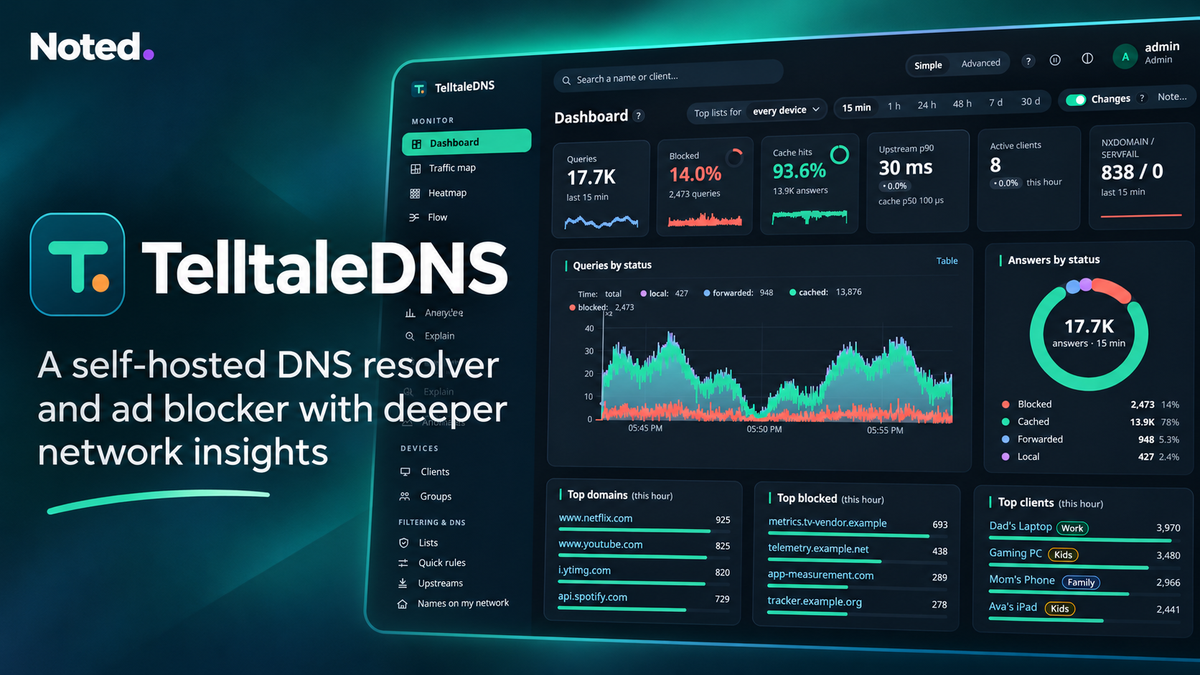 Noted.
T. TelltaleDNS
A self-hosted DNS resolver
and ad blocker with deeper
network insights
T. TelltaleDNS
MONITOR
Dashboard
Traffic map
Heatmap
Flow
Explain
Explain
DEVICES
Clients
Groups
FILTERING & DNS
Lists
Quick rules
Upstreams
Names on my network
Search a name or client...
Simple Advanced ? A admin
Admin
Dashboard ? Top lists for every device 15 min 1 h 24 h 48 h 7 d 30 d Changes ? Note...
Queries
17.7K
last 15 min
Blocked
14.0%
2,473 queries
Cache hits
93.6%
13.9K answers
Upstream p90
30 ms
• 0.0%
cache p50 100 µs
Active clients
8
• 0.0% this hour
NXDOMAIN /
SERVFAIL
838 / 0
last 15 min
Queries by status Table
Time: total local: 427 forwarded: 948 cached: 13,876
blocked: 2,473
×2
40
30
20
10
0
05:45 PM 05:50 PM 05:55 PM
Answers by status
17.7K
answers · 15 min
Blocked 2,473 14%
Cached 13.9K 78%
Forwarded 948 5.3%
Local 427 2.4%
Top domains (this hour)
www.netflix.com 925
www.youtube.com 825
i.ytimg.com 820
api.spotify.com 729
Top blocked (this hour)
metrics.tv-vendor.example 693
telemetry.example.net 438
app-measurement.com 289
tracker.example.org 278
Top clients (this hour)
Dad's Laptop Work 3,970
Gaming PC Kids 3,480
Mom's Phone Family 2,966
Ava's iPad Kids 2,441